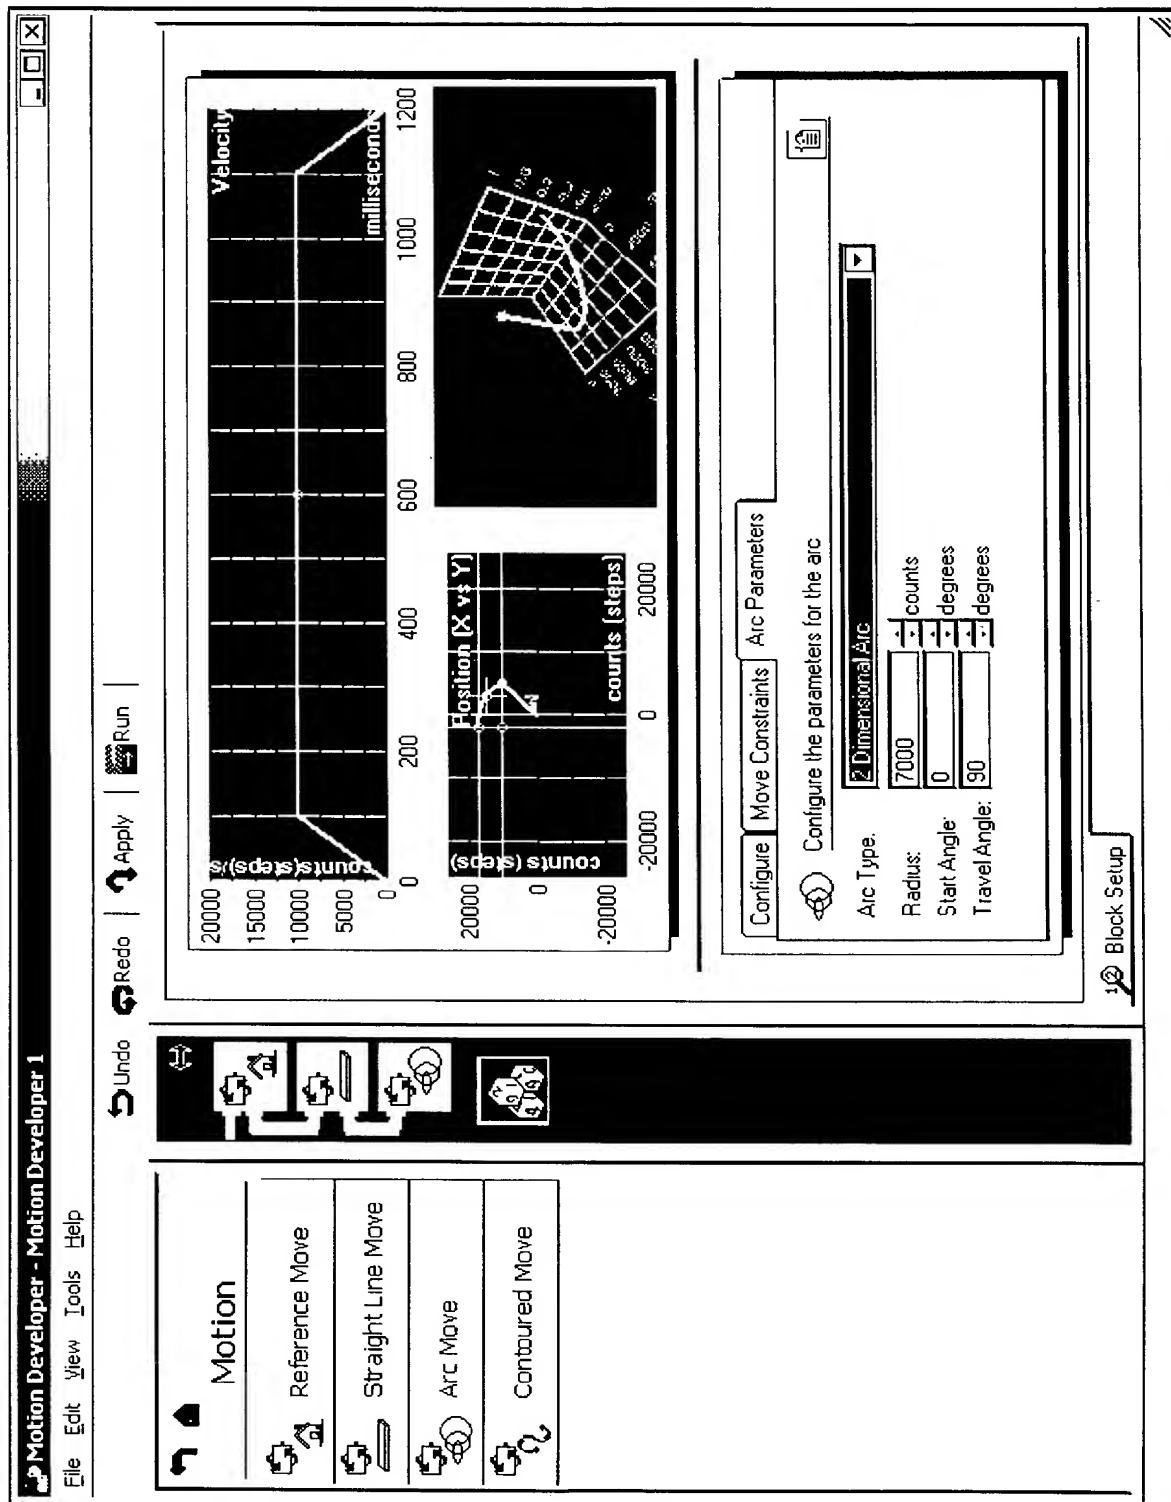 Motion Developer - Motion Developer 1
File Edit View Tools Help
Undo Redo Apply Run
Motion
Reference Move
Straight Line Move
Arc Move
Contoured Move
Velocity
counts(steps)/s
20000
15000
10000
5000
0
milliseconds
0 200 400 600 800 1000 1200
Position (X vs Y)
counts (steps)
20000
0
-20000
counts (steps)
-20000 0 20000
Configure Move Constraints Arc Parameters
Configure the parameters for the arc
Arc Type: 2 Dimensional Arc
Radius: 7000 counts
Start Angle: 0 degrees
Travel Angle: 90 degrees
Block Setup